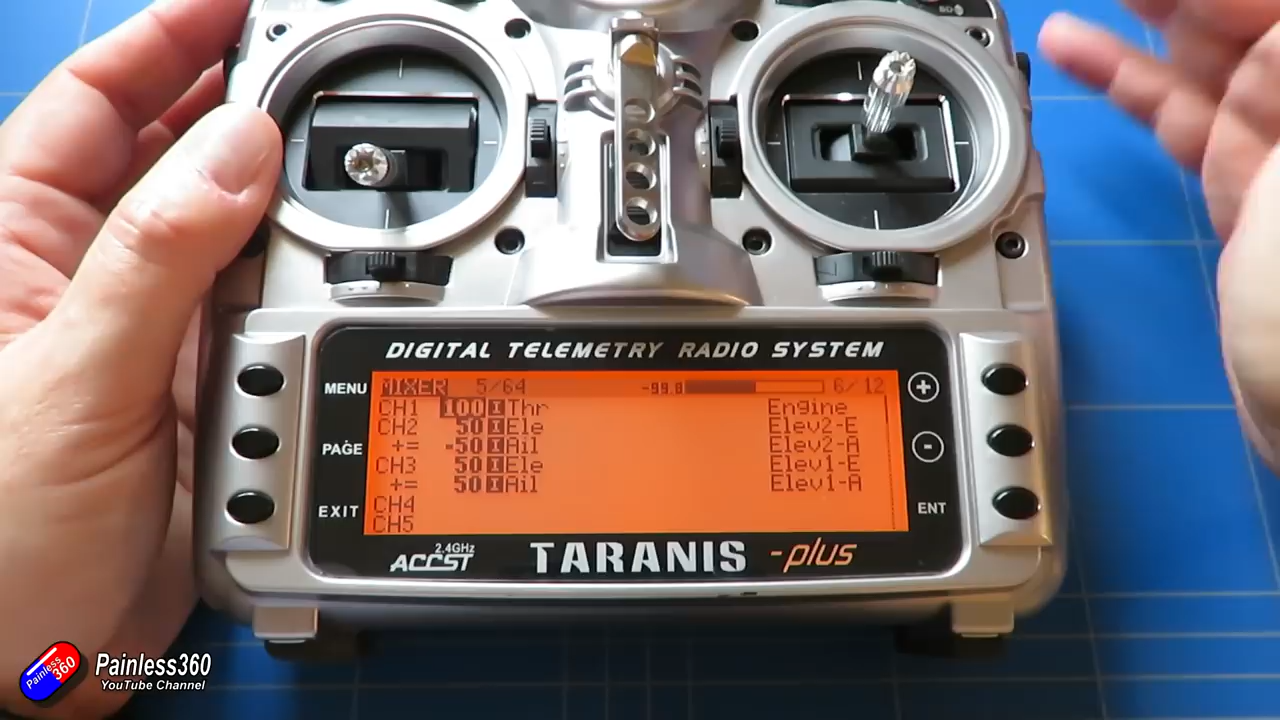 DIGITAL TELEMETRY RADIO SYSTEM
MENU
PAGE
EXIT
MIXER 5/64 -99.8 6/12
CH1 100 I Thr Engine
CH2 50 I Ele Elev2-E
+= -50 I Ail Elev2-A
CH3 50 I Ele Elev1-E
+= 50 I Ail Elev1-A
CH4
CH5
+
-
ENT
2.4GHz
ACCST
TARANIS -plus
Painless
360
Painless360
YouTube Channel